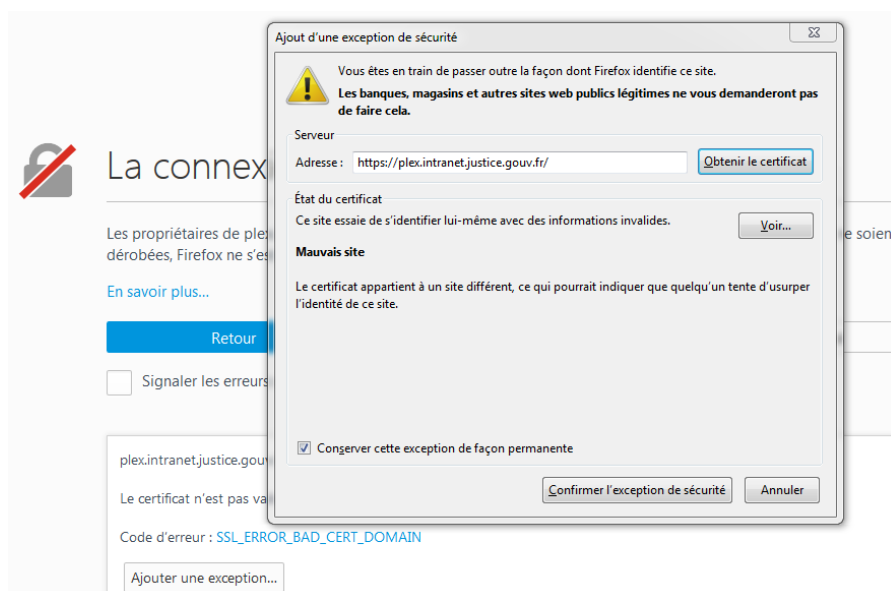 Ajout d'une exception de sécurité
Vous êtes en train de passer outre la façon dont Firefox identifie ce site.
Les banques, magasins et autres sites web publics légitimes ne vous demanderont pas
de faire cela.
Serveur
Adresse : https://plex.intranet.justice.gouv.fr/ Obtenir le certificat
La connex
État du certificat
Ce site essaie de s'identifier lui-même avec des informations invalides. Voir...
Les propriétaires de ple e soien
dérobées, Firefox ne s'es
Mauvais site
Le certificat appartient à un site différent, ce qui pourrait indiquer que quelqu'un tente d'usurper
l'identité de ce site.
En savoir plus...
Retour
Signaler les erreurs
Conserver cette exception de façon permanente
plex.intranet.justice.gouv
Confirmer l'exception de sécurité Annuler
Le certificat n'est pas va
Code d'erreur : SSL_ERROR_BAD_CERT_DOMAIN
Ajouter une exception...